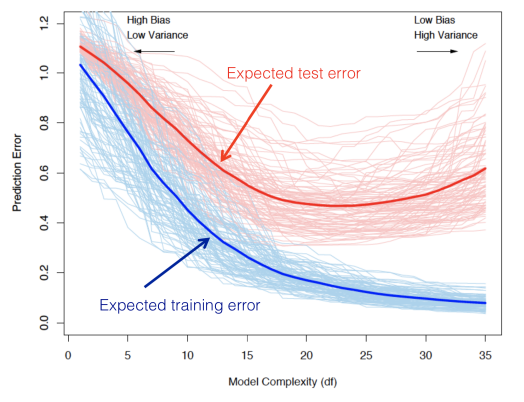 High Bias
Low Variance
Low Bias
High Variance
Expected test error
Expected training error
Prediction Error
0.0
0.2
0.4
0.6
0.8
1.0
1.2
0
5
10
15
20
25
30
35
Model Complexity (df)